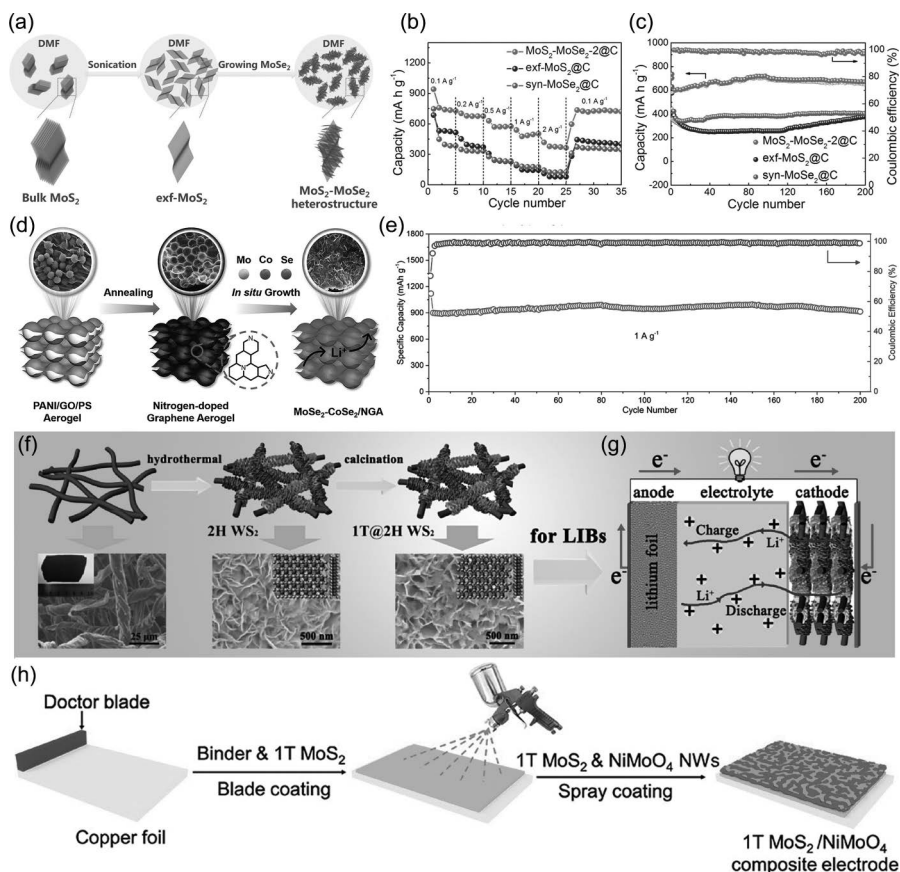 (a)
DMF
DMF
DMF
Sonication
Growing MoSe₂
Bulk MoS₂
exf-MoS₂
MoS₂-MoSe₂
heterostructure
(b)
Capacity (mA h g⁻¹)
1200
900
600
300
0
MoS₂-MoSe₂-2@C
exf-MoS₂@C
syn-MoSe₂@C
0.1 A g⁻¹
0.2 A g⁻¹
0.5 A g⁻¹
1 A g⁻¹
2 A g⁻¹
0.1 A g⁻¹
0 5 10 15 20 25 30 35
Cycle number
(c)
Capacity (mA h g⁻¹)
1000
800
600
400
200
0
200
MoS₂-MoSe₂-2@C
exf-MoS₂@C
syn-MoSe₂@C
0 40 80 120 160 200
Cycle number
100
80
60
40
20
0
Coulombic efficiency (%)
(d)
Mo Co Se
Annealing
In situ Growth
N
N
N
Li⁺
PANI/GO/PS
Aerogel
Nitrogen-doped
Graphene Aerogel
MoSe₂-CoSe₂/NGA
(e)
Specific Capacity (mAh g⁻¹)
1800
1500
1200
900
600
300
0
1 A g⁻¹
0 10 20 30 40 50 60 70 80 90 100 110 120 130 140 150 160 170 180 190 200
Cycle Number
100
80
60
40
20
0
Coulombic Efficiency (%)
(f)
hydrothermal
calcination
2H WS₂
1T@2H WS₂
for LIBs
25 μm
500 nm
500 nm
(g)
e⁻
e⁻
anode
electrolyte
cathode
lithium foil
Charge
Li⁺
Li⁺
Discharge
e⁻
e⁻
(h)
Doctor blade
Binder & 1T MoS₂
Blade coating
Copper foil
1T MoS₂ & NiMoO₄ NWs
Spray coating
1T MoS₂ /NiMoO₄
composite electrode